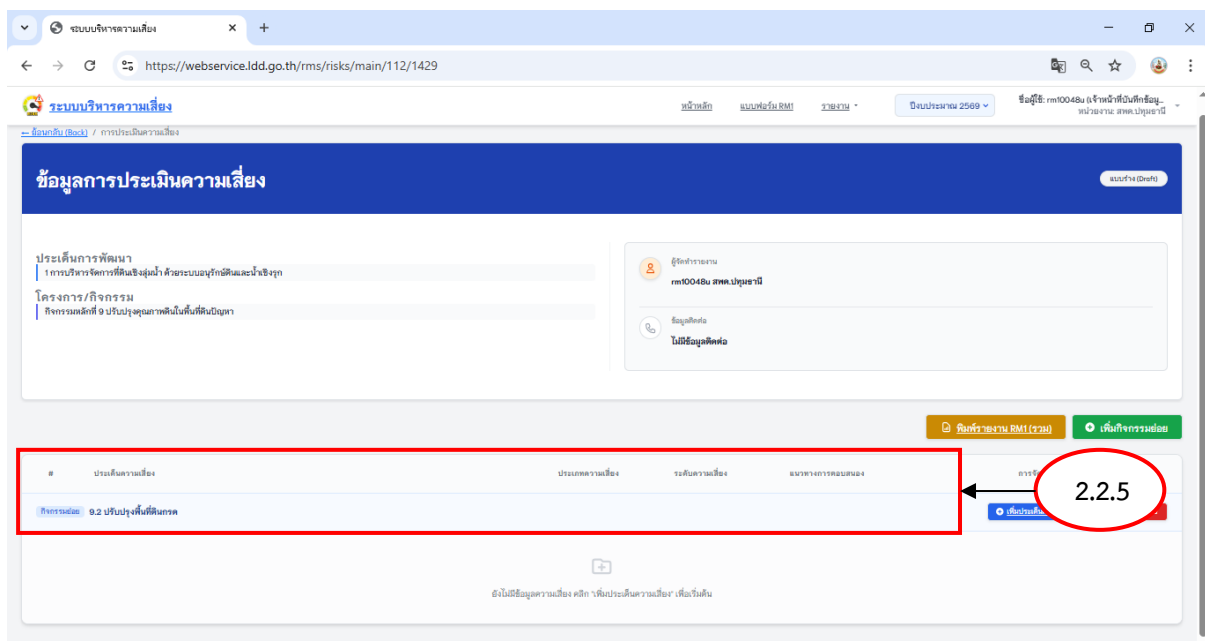 ระบบบริหารความเสี่ยง
https://webservice.ldd.go.th/rms/risks/main/112/1429
ระบบบริหารความเสี่ยง
หน้าหลัก แบบฟอร์ม RM1 รายงาน ปีงบประมาณ 2569
ชื่อผู้ใช้: rm10048u (เจ้าหน้าที่บันทึกข้อมู...
หน่วยงาน: สพด.ปทุมธานี
← ย้อนกลับ (Back) / การประเมินความเสี่ยง
ข้อมูลการประเมินความเสี่ยง
แบบร่าง (Draft)
ประเด็นการพัฒนา
1 การบริหารจัดการที่ดินเชิงลุ่มน้ำ ด้วยระบบอนุรักษ์ดินและน้ำเชิงรุก
โครงการ/กิจกรรม
กิจกรรมหลักที่ 9 ปรับปรุงคุณภาพดินในพื้นที่ดินปัญหา
ผู้จัดทำรายงาน
rm10048u สพด.ปทุมธานี
ข้อมูลติดต่อ
ไม่มีข้อมูลติดต่อ
พิมพ์รายงาน RM1 (รวม) เพิ่มกิจกรรมย่อย
# ประเด็นความเสี่ยง ประเภทความเสี่ยง ระดับความเสี่ยง แนวทางการตอบสนอง
2.2.5
กิจกรรมย่อย 9.2 ปรับปรุงพื้นที่ดินกรด
ยังไม่มีข้อมูลความเสี่ยง คลิก "เพิ่มประเด็นความเสี่ยง" เพื่อเริ่มต้น